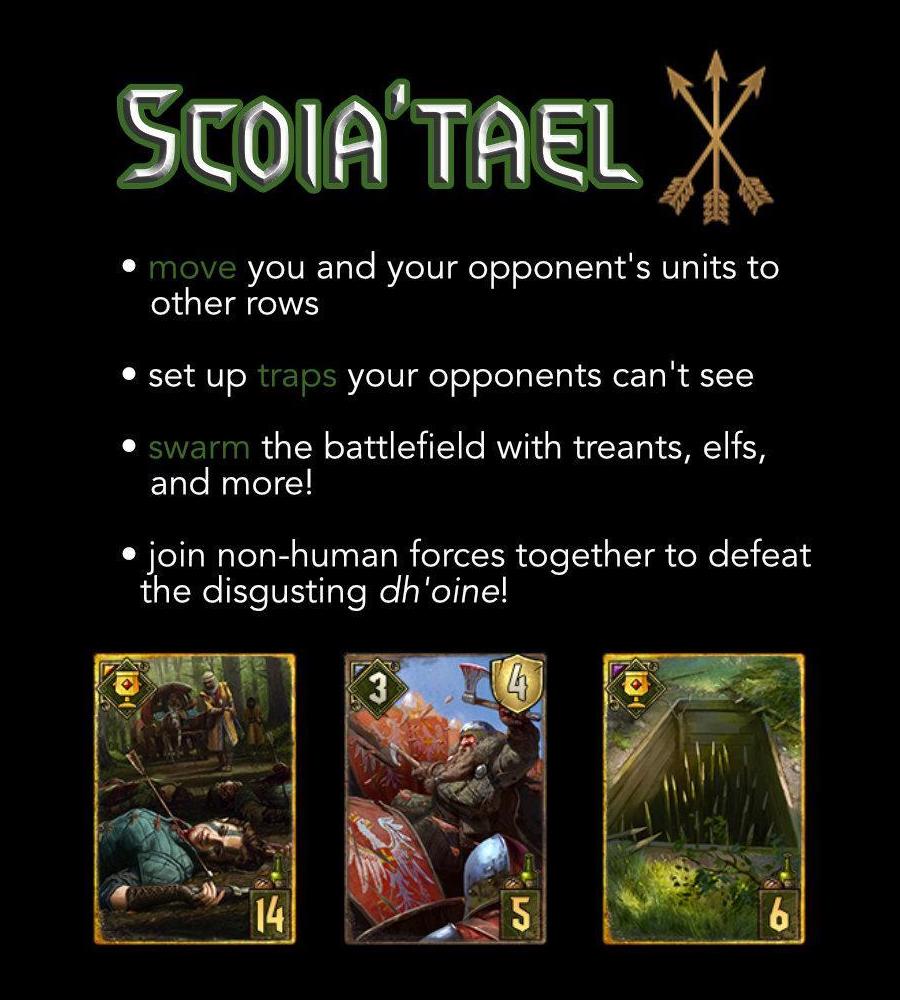 SCOIA'TAEL
• move you and your opponent's units to
other rows
• set up traps your opponents can't see
• swarm the battlefield with treants, elfs,
and more!
• join non-human forces together to defeat
the disgusting dh'oine!
3 4
14 5 6